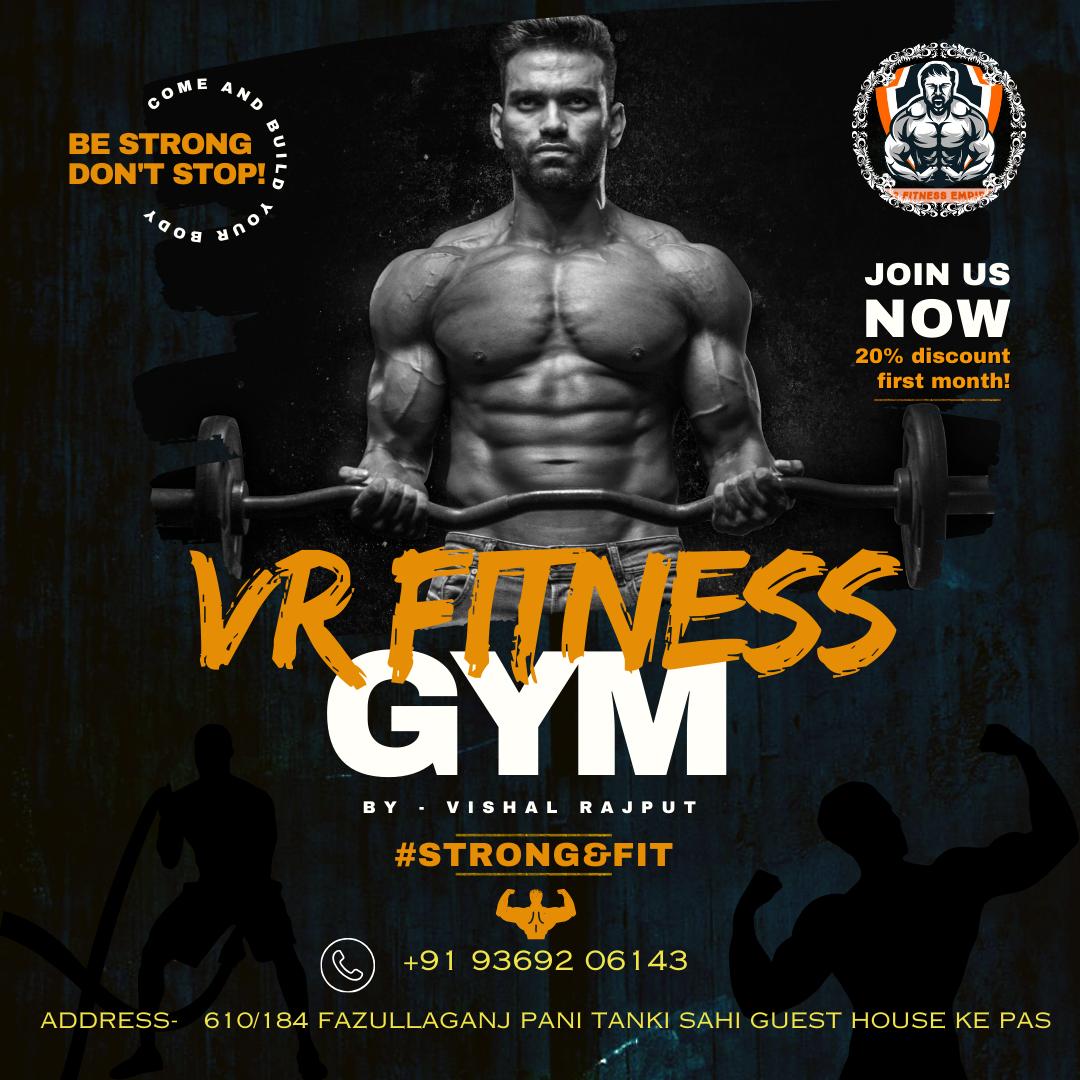 COME AND BUILD YOUR BODY
BE STRONG
DON'T STOP!
FITNESS
JOIN US
NOW
20% discount
first month!
VR FITNESS
GYM
BY - VISHAL RAJPUT
#STRONG&FIT
+91 93692 06143
ADDRESS- 610/184 FAZULLAGANJ PANI TANKI SAHI GUEST HOUSE KE PAS